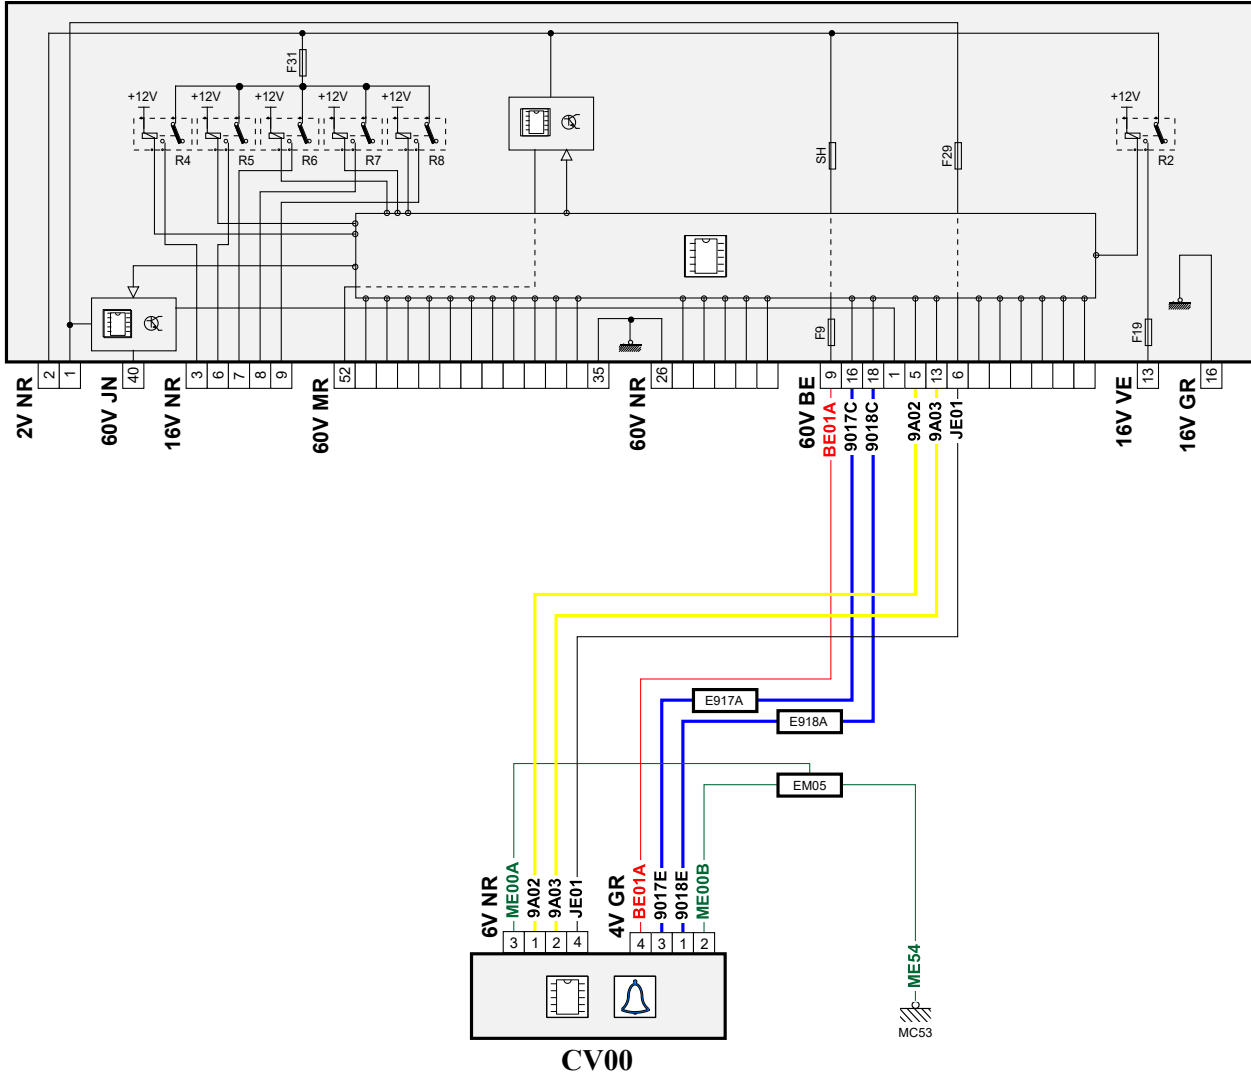 F31
+12V +12V +12V +12V +12V +12V
R4 R5 R6 R7 R8 R2
SH F29
F9 F19
2V NR 2 1
60V JN 40
16V NR 3 6 7 8 9
60V MR 52 35
60V NR 26
60V BE 9 16 18 1 5 13 6
16V VE 13
16V GR 16
BE01A 9017C 9018C 9A02 9A03 JE01
E917A
E918A
EM05
6V NR ME00A 9A02 9A03 JE01
4V GR BE01A 9017E 9018E ME00B
3 1 2 4 4 3 1 2
ME54
MC53
CV00